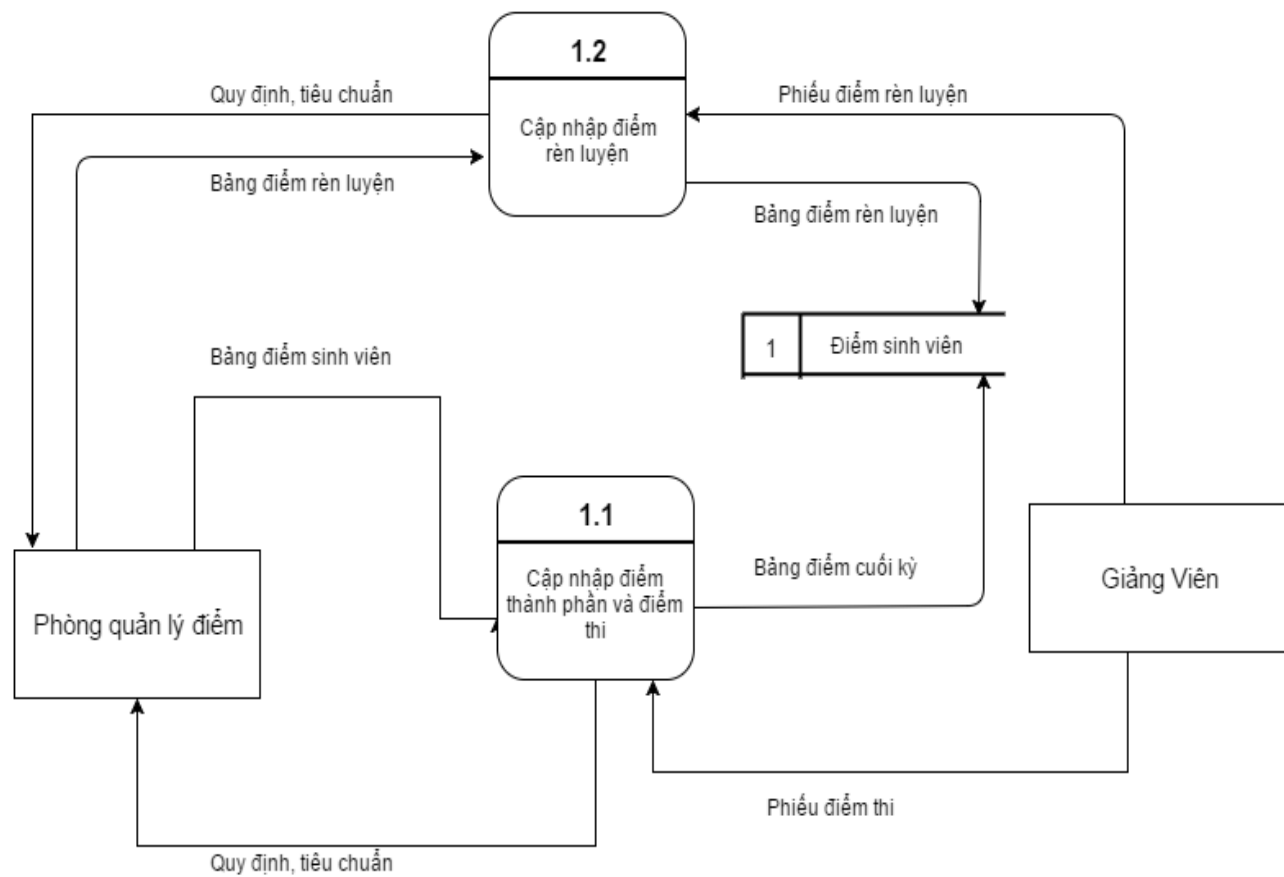 1.2
Quy định, tiêu chuẩn
Phiếu điểm rèn luyện
Cập nhập điểm
rèn luyện
Bảng điểm rèn luyện
Bảng điểm rèn luyện
1
Điểm sinh viên
Bảng điểm sinh viên
1.1
Cập nhập điểm
thành phần và điểm
thi
Bảng điểm cuối kỳ
Giảng Viên
Phòng quản lý điểm
Phiếu điểm thi
Quy định, tiêu chuẩn